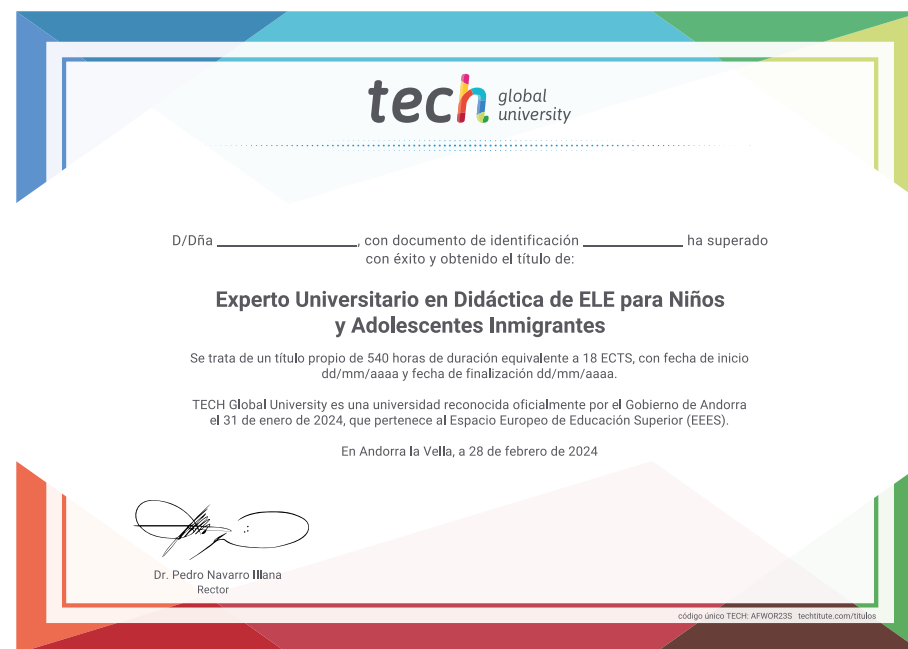 tech global
university
D/Dña ____________________, con documento de identificación ______________ ha superado
con éxito y obtenido el título de:
Experto Universitario en Didáctica de ELE para Niños
y Adolescentes Inmigrantes
Se trata de un título propio de 540 horas de duración equivalente a 18 ECTS, con fecha de inicio
dd/mm/aaaa y fecha de finalización dd/mm/aaaa.
TECH Global University es una universidad reconocida oficialmente por el Gobierno de Andorra
el 31 de enero de 2024, que pertenece al Espacio Europeo de Educación Superior (EEES).
En Andorra la Vella, a 28 de febrero de 2024
Dr. Pedro Navarro Illana
Rector
código único TECH: AFWOR23S techtitute.com/titulos